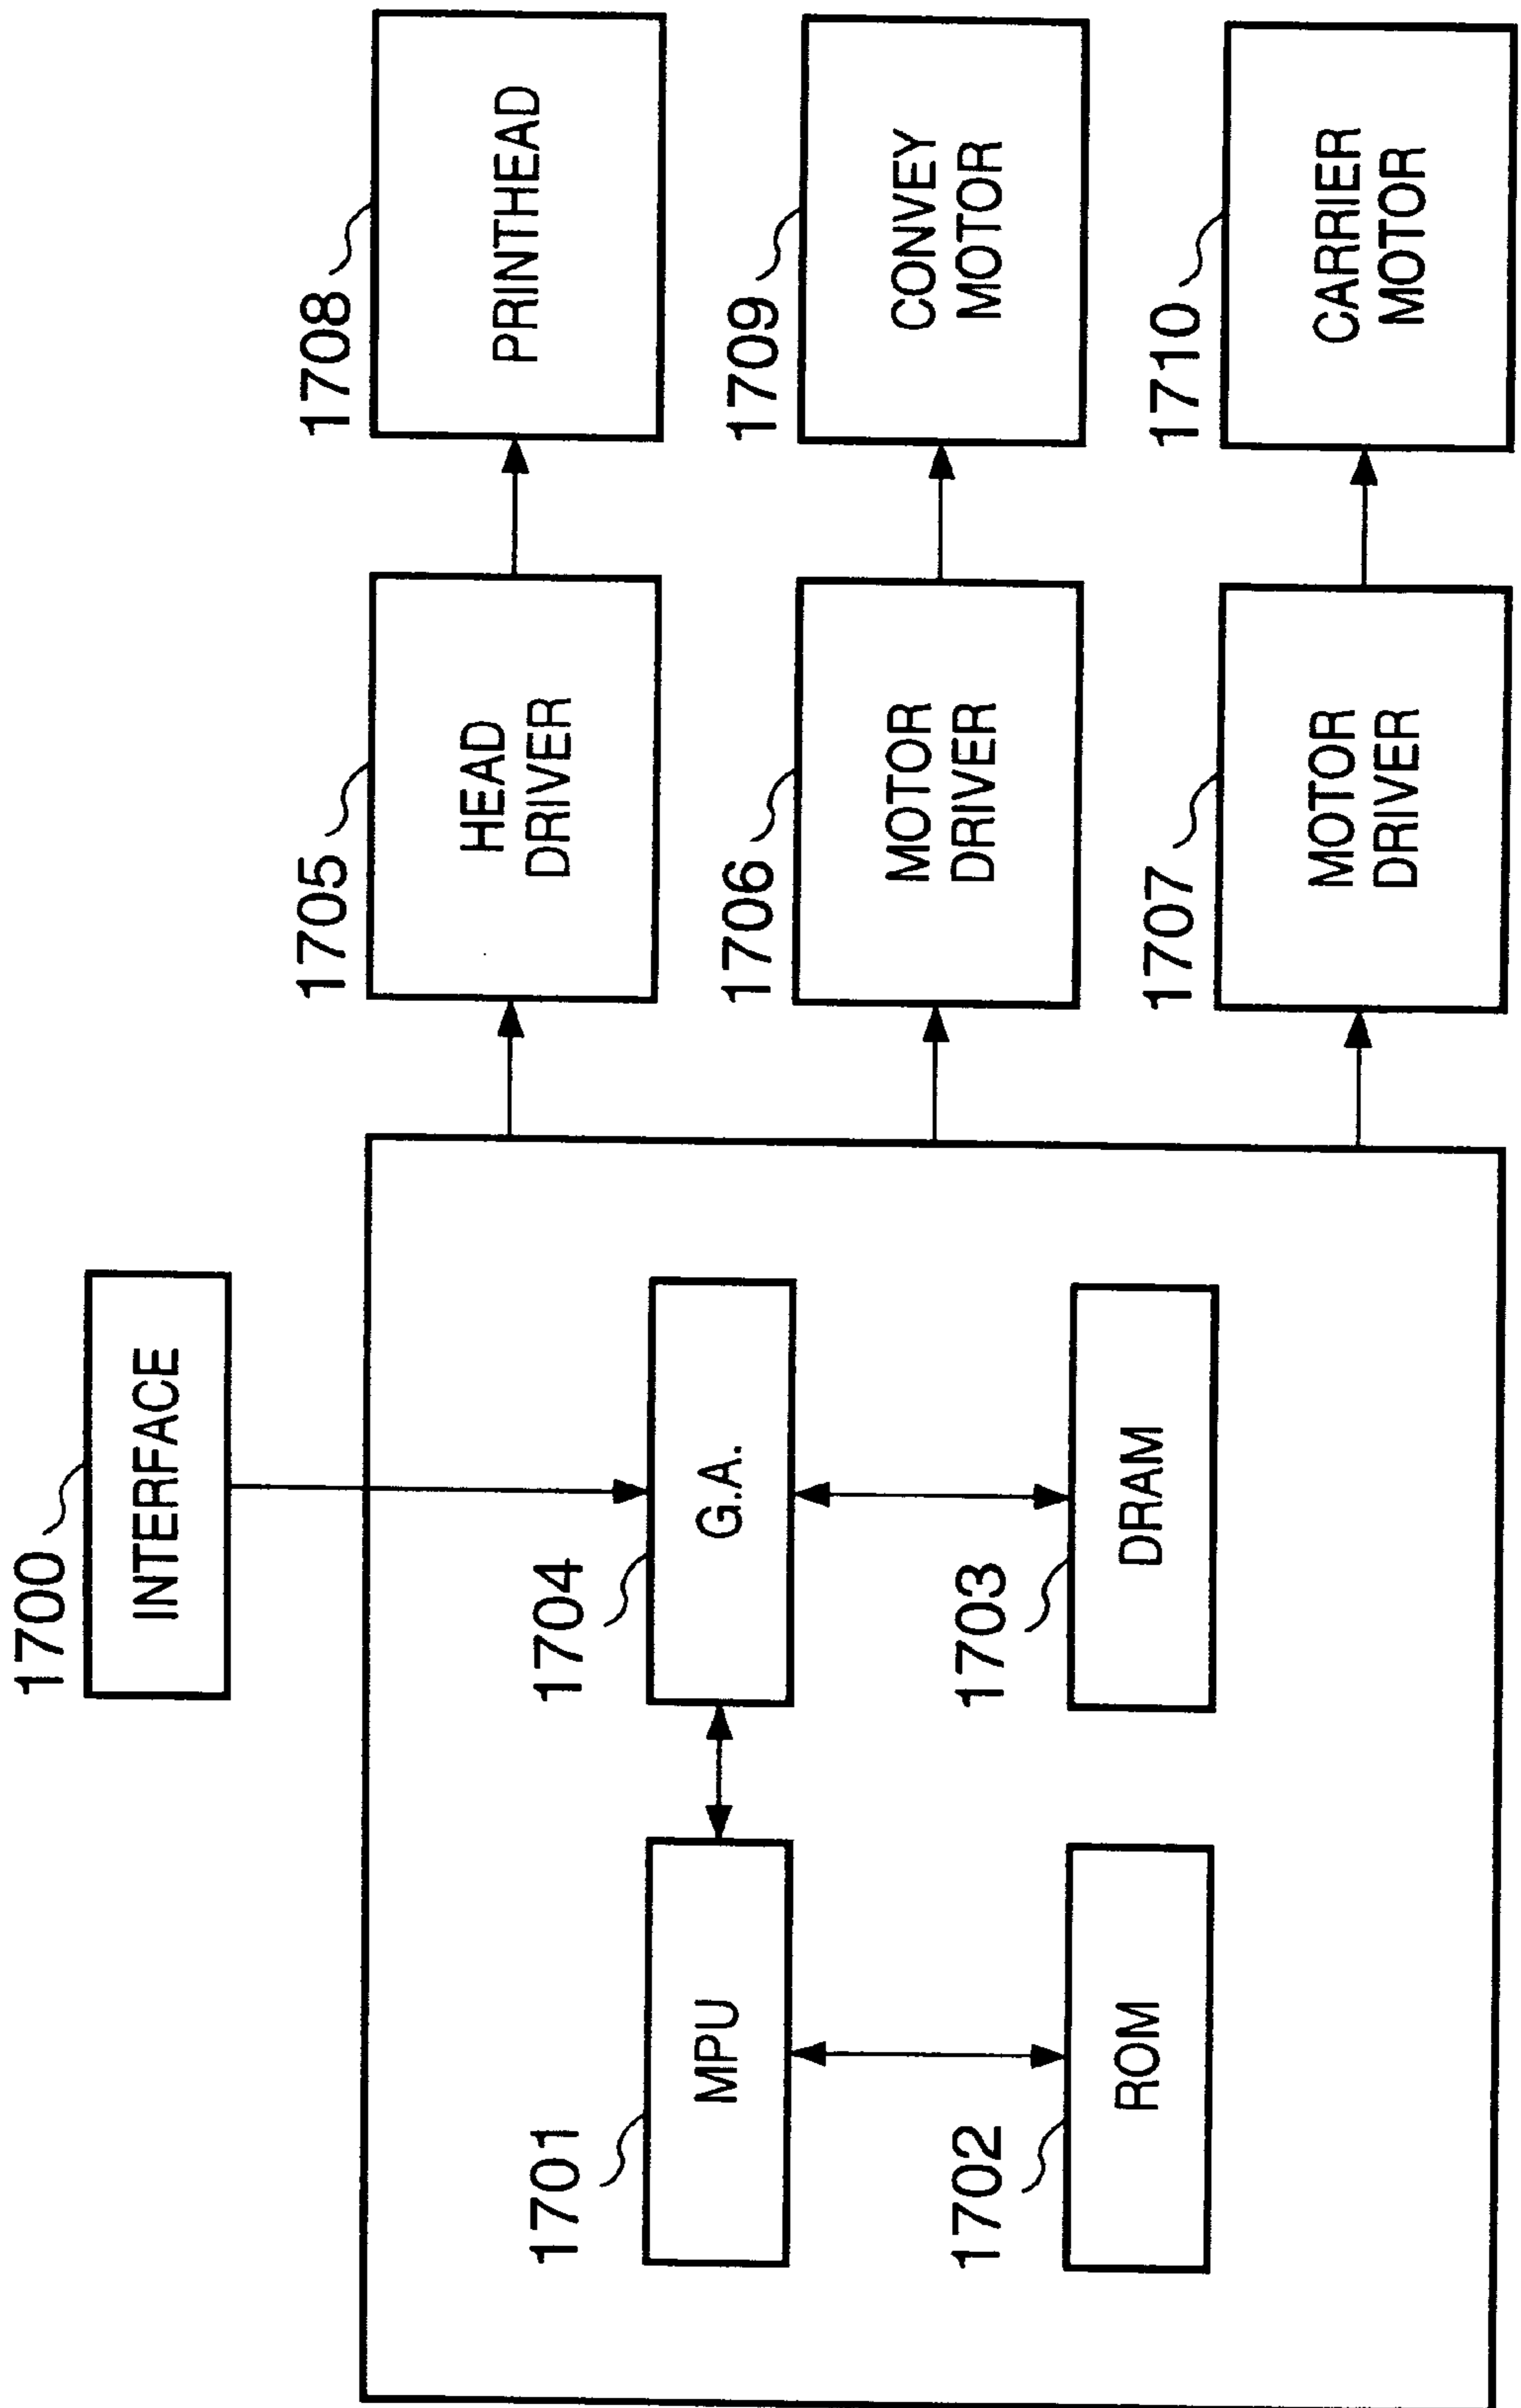 1700
INTERFACE
1701
MPU
1704
G.A.
1702
ROM
1703
DRAM
1705
HEAD
DRIVER
1708
PRINTHEAD
1706
MOTOR
DRIVER
1709
CONVEY
MOTOR
1707
MOTOR
DRIVER
1710
CARRIER
MOTOR